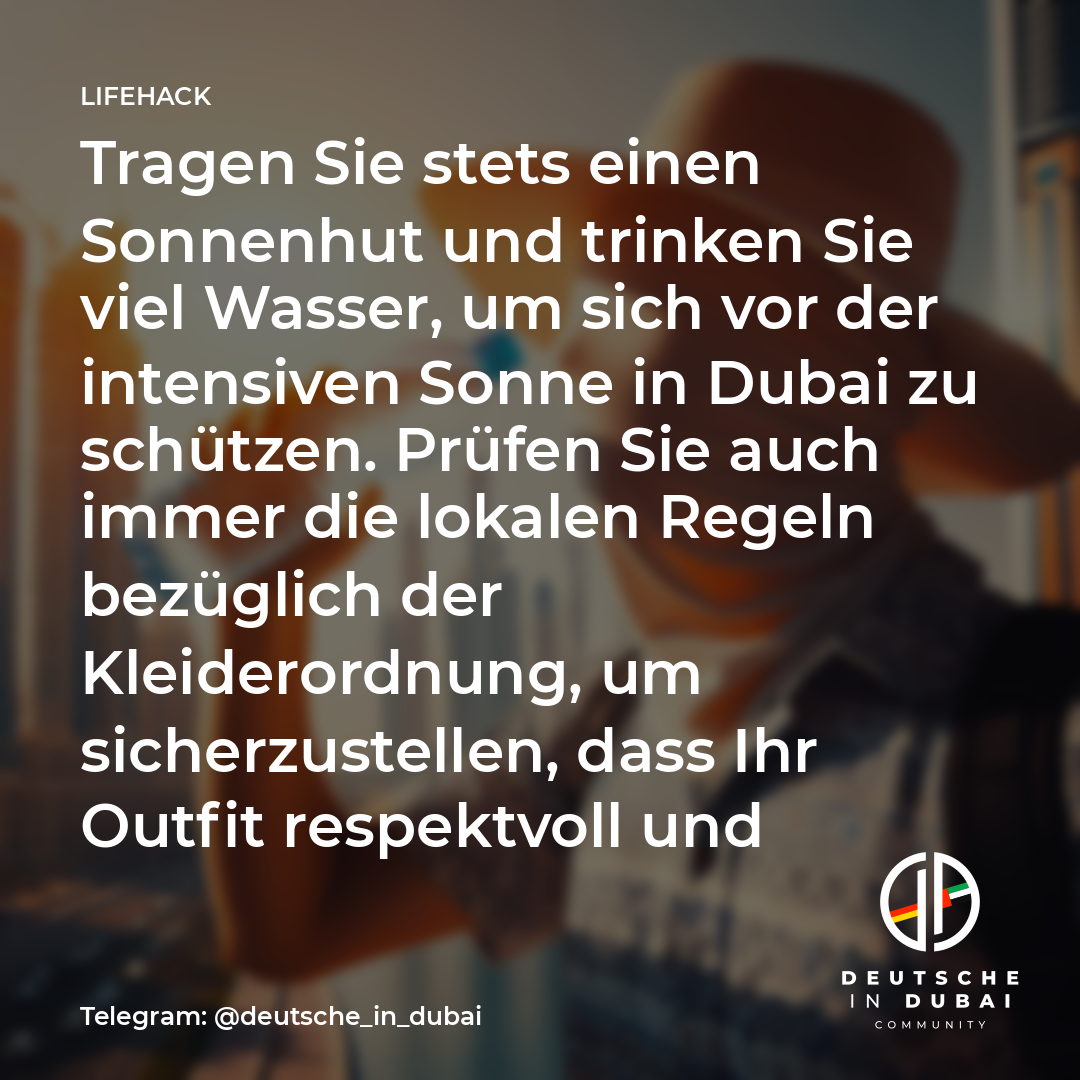 LIFEHACK
Tragen Sie stets einen
Sonnenhut und trinken Sie
viel Wasser, um sich vor der
intensiven Sonne in Dubai zu
schützen. Prüfen Sie auch
immer die lokalen Regeln
bezüglich der
Kleiderordnung, um
sicherzustellen, dass Ihr
Outfit respektvoll und
DEUTSCHE
IN DUBAI
COMMUNITY
Telegram: @deutsche_in_dubai